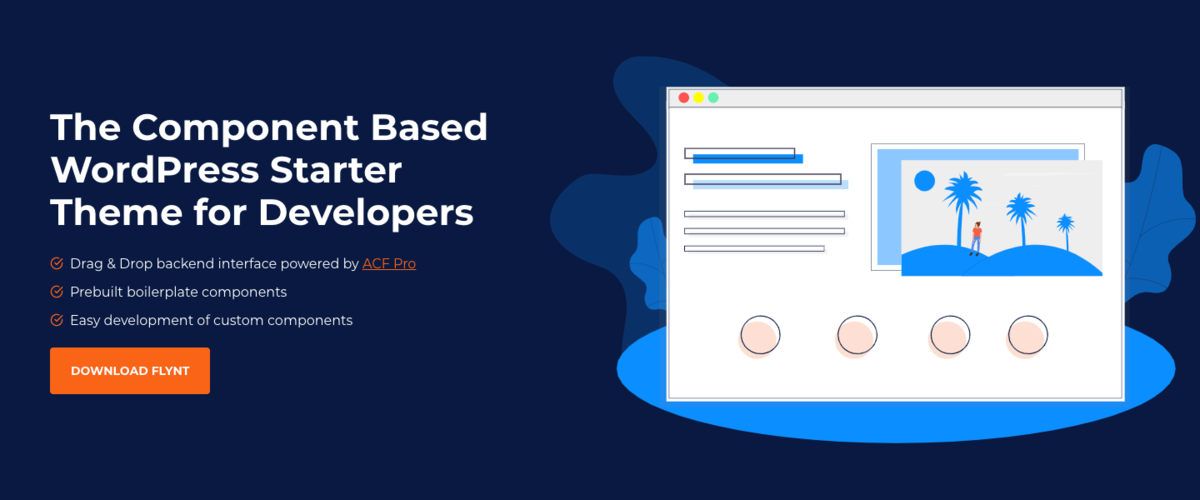 The Component Based
WordPress Starter
Theme for Developers
Drag & Drop backend interface powered by ACF Pro
Prebuilt boilerplate components
Easy development of custom components
DOWNLOAD FLYNT